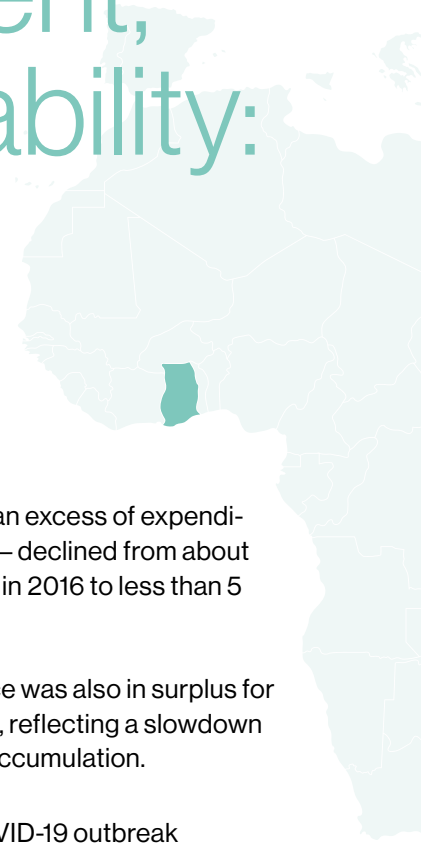 ent,
ability:
an excess of expendi-
– declined from about
in 2016 to less than 5
e was also in surplus for
, reflecting a slowdown
ccumulation.
VID-19 outbreak